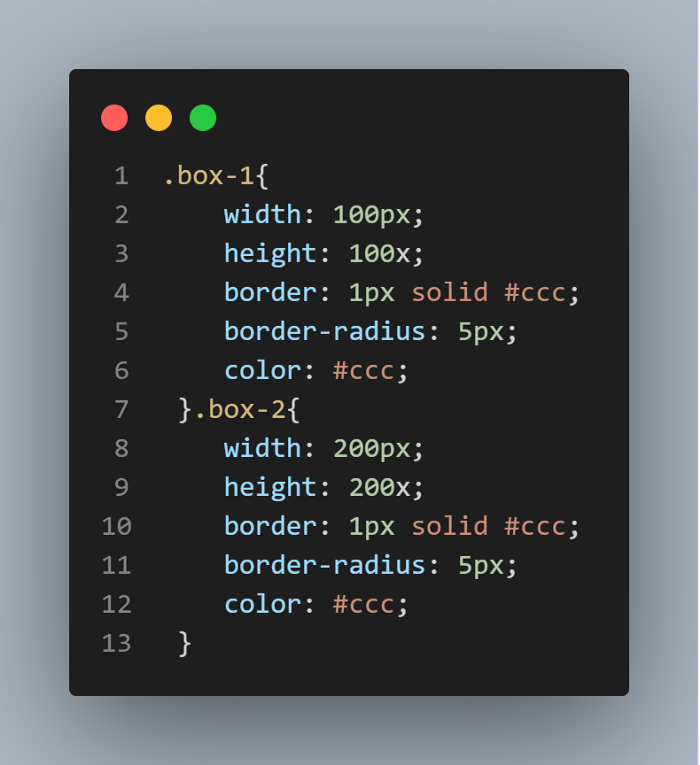 1 .box-1{
2 width: 100px;
3 height: 100x;
4 border: 1px solid #ccc;
5 border-radius: 5px;
6 color: #ccc;
7 }.box-2{
8 width: 200px;
9 height: 200x;
10 border: 1px solid #ccc;
11 border-radius: 5px;
12 color: #ccc;
13 }